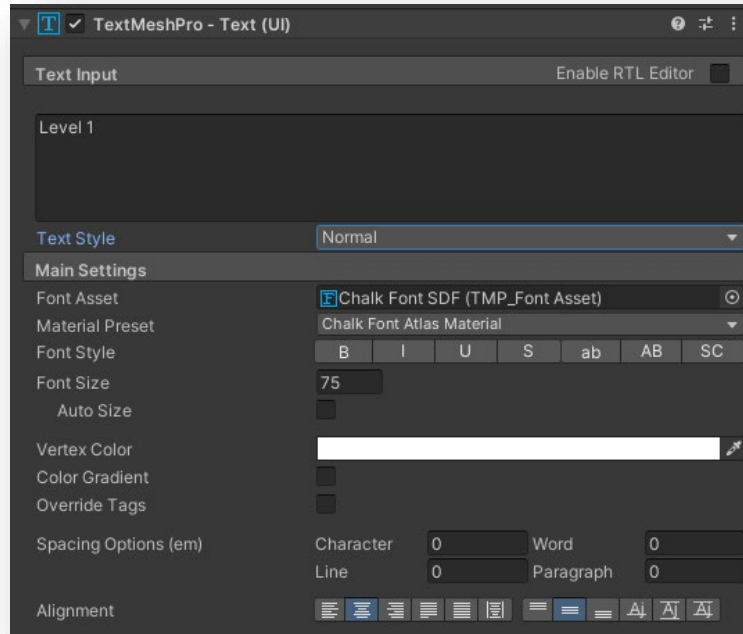 TextMeshPro - Text (UI)
Text Input Enable RTL Editor
Level 1
Text Style Normal
Main Settings
Font Asset Chalk Font SDF (TMP_Font Asset)
Material Preset Chalk Font Atlas Material
Font Style B I U S ab AB SC
Font Size 75
Auto Size
Vertex Color
Color Gradient
Override Tags
Spacing Options (em) Character 0 Word 0
Line 0 Paragraph 0
Alignment